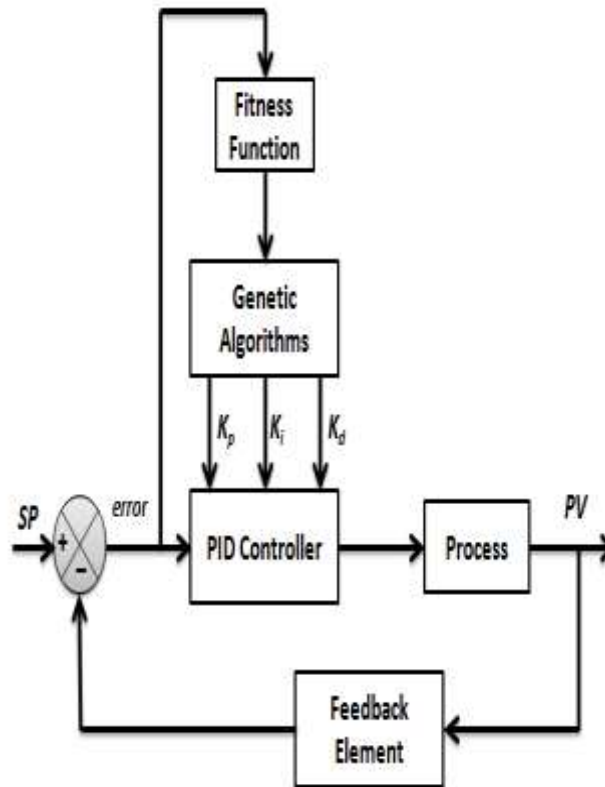 Fitness
Function
Genetic
Algorithms
Kp Ki Kd
SP error PV
+
−
PID Controller
Process
Feedback
Element